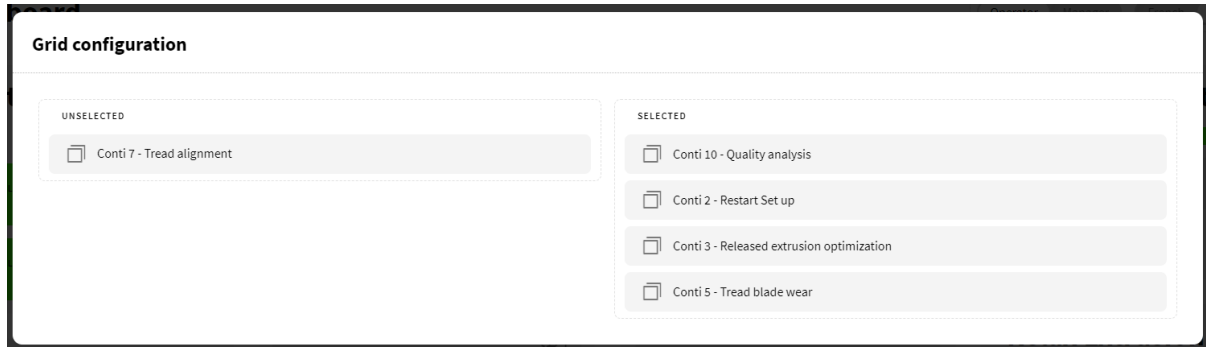 Grid configuration
UNSELECTED
Conti 7 - Tread alignment
SELECTED
Conti 10 - Quality analysis
Conti 2 - Restart Set up
Conti 3 - Released extrusion optimization
Conti 5 - Tread blade wear